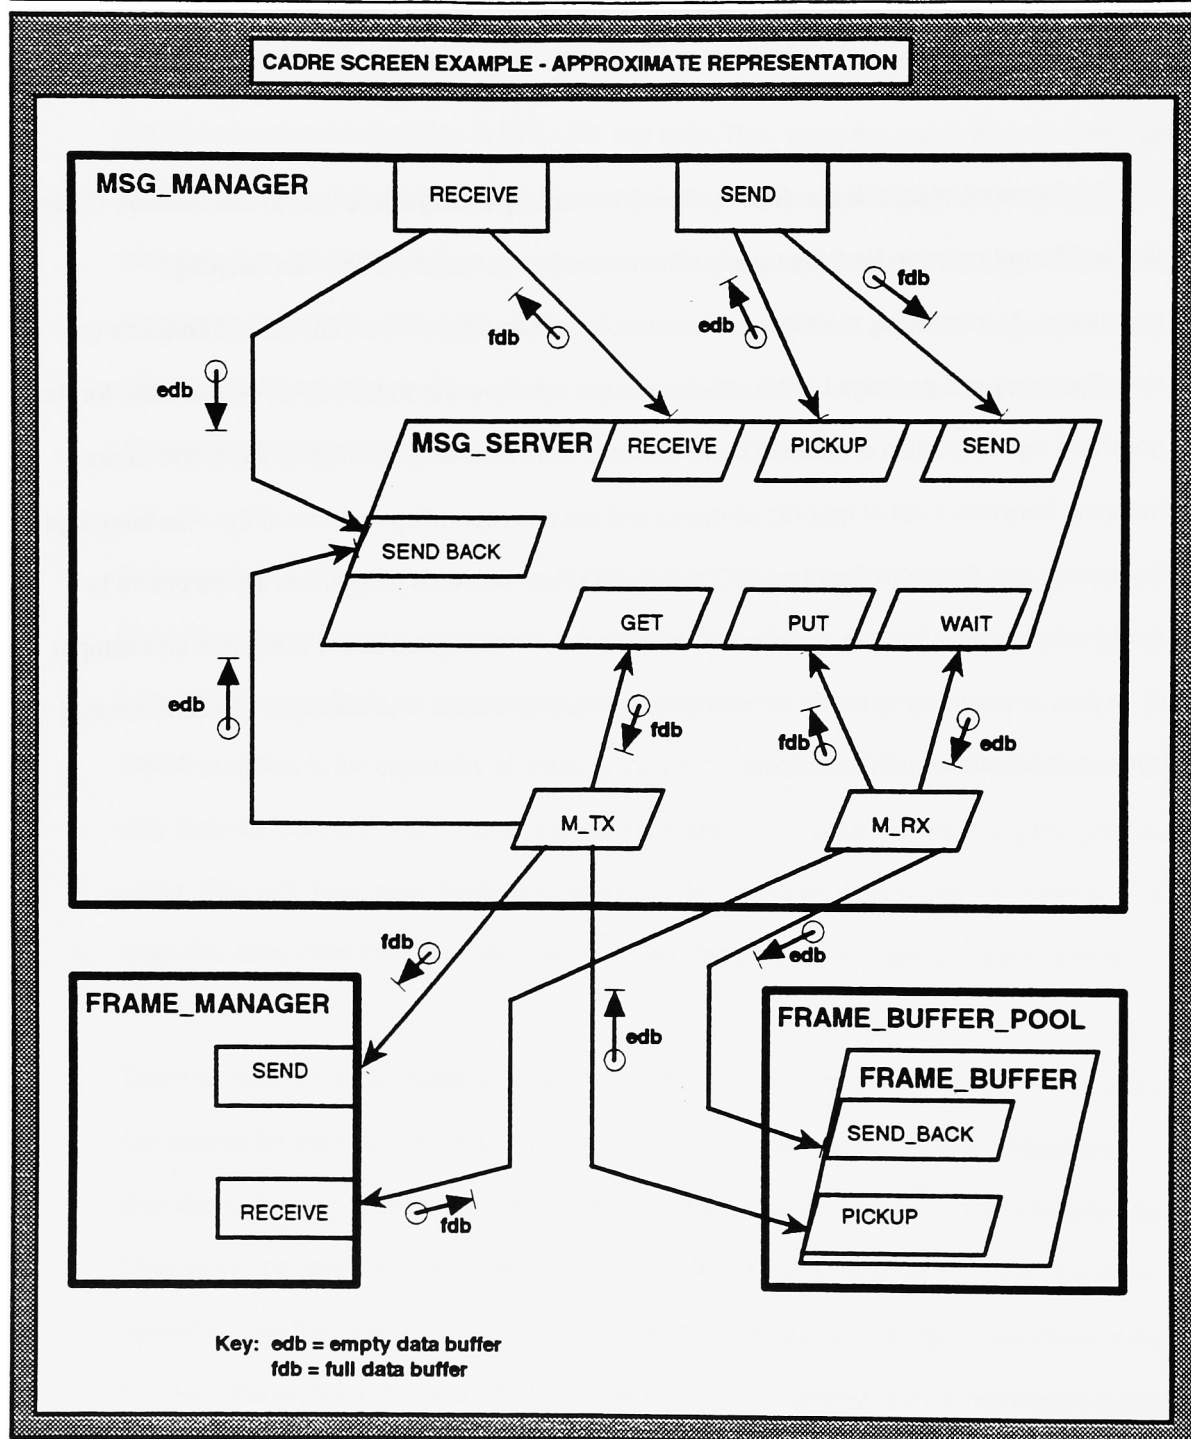 CADRE SCREEN EXAMPLE - APPROXIMATE REPRESENTATION
MSG_MANAGER
RECEIVE
SEND
fdb
edb
fdb
edb
MSG_SERVER
RECEIVE
PICKUP
SEND
SEND BACK
GET
PUT
WAIT
edb
fdb
fdb
edb
M_TX
M_RX
fdb
edb
FRAME_MANAGER
SEND
RECEIVE
fdb
edb
FRAME_BUFFER_POOL
FRAME_BUFFER
SEND_BACK
PICKUP
Key: edb = empty data buffer
fdb = full data buffer